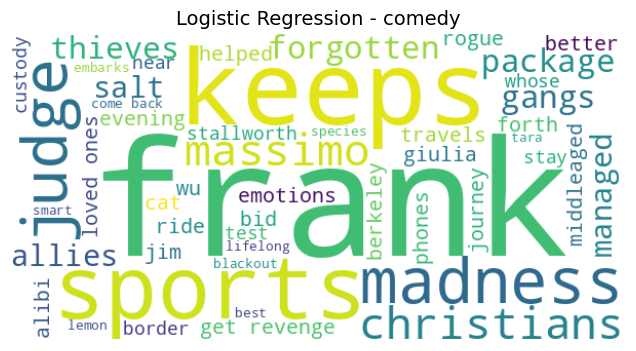 Logistic Regression - comedy
custody
thieves
embarks
near
come back
evening
salt
helped
forgotten
rogue
better
package
whose
gangs
forth
keeps
judge
loved ones
stallworth
species
travels
tara
massimo
giulia
stay
frank
smart
cat
wu
emotions
ride
bid
test
lifelong
jim
berkeley
phones
journey
middleaged
managed
allies
blackout
sports
madness
alibi
lemon
border
best
get revenge
christians